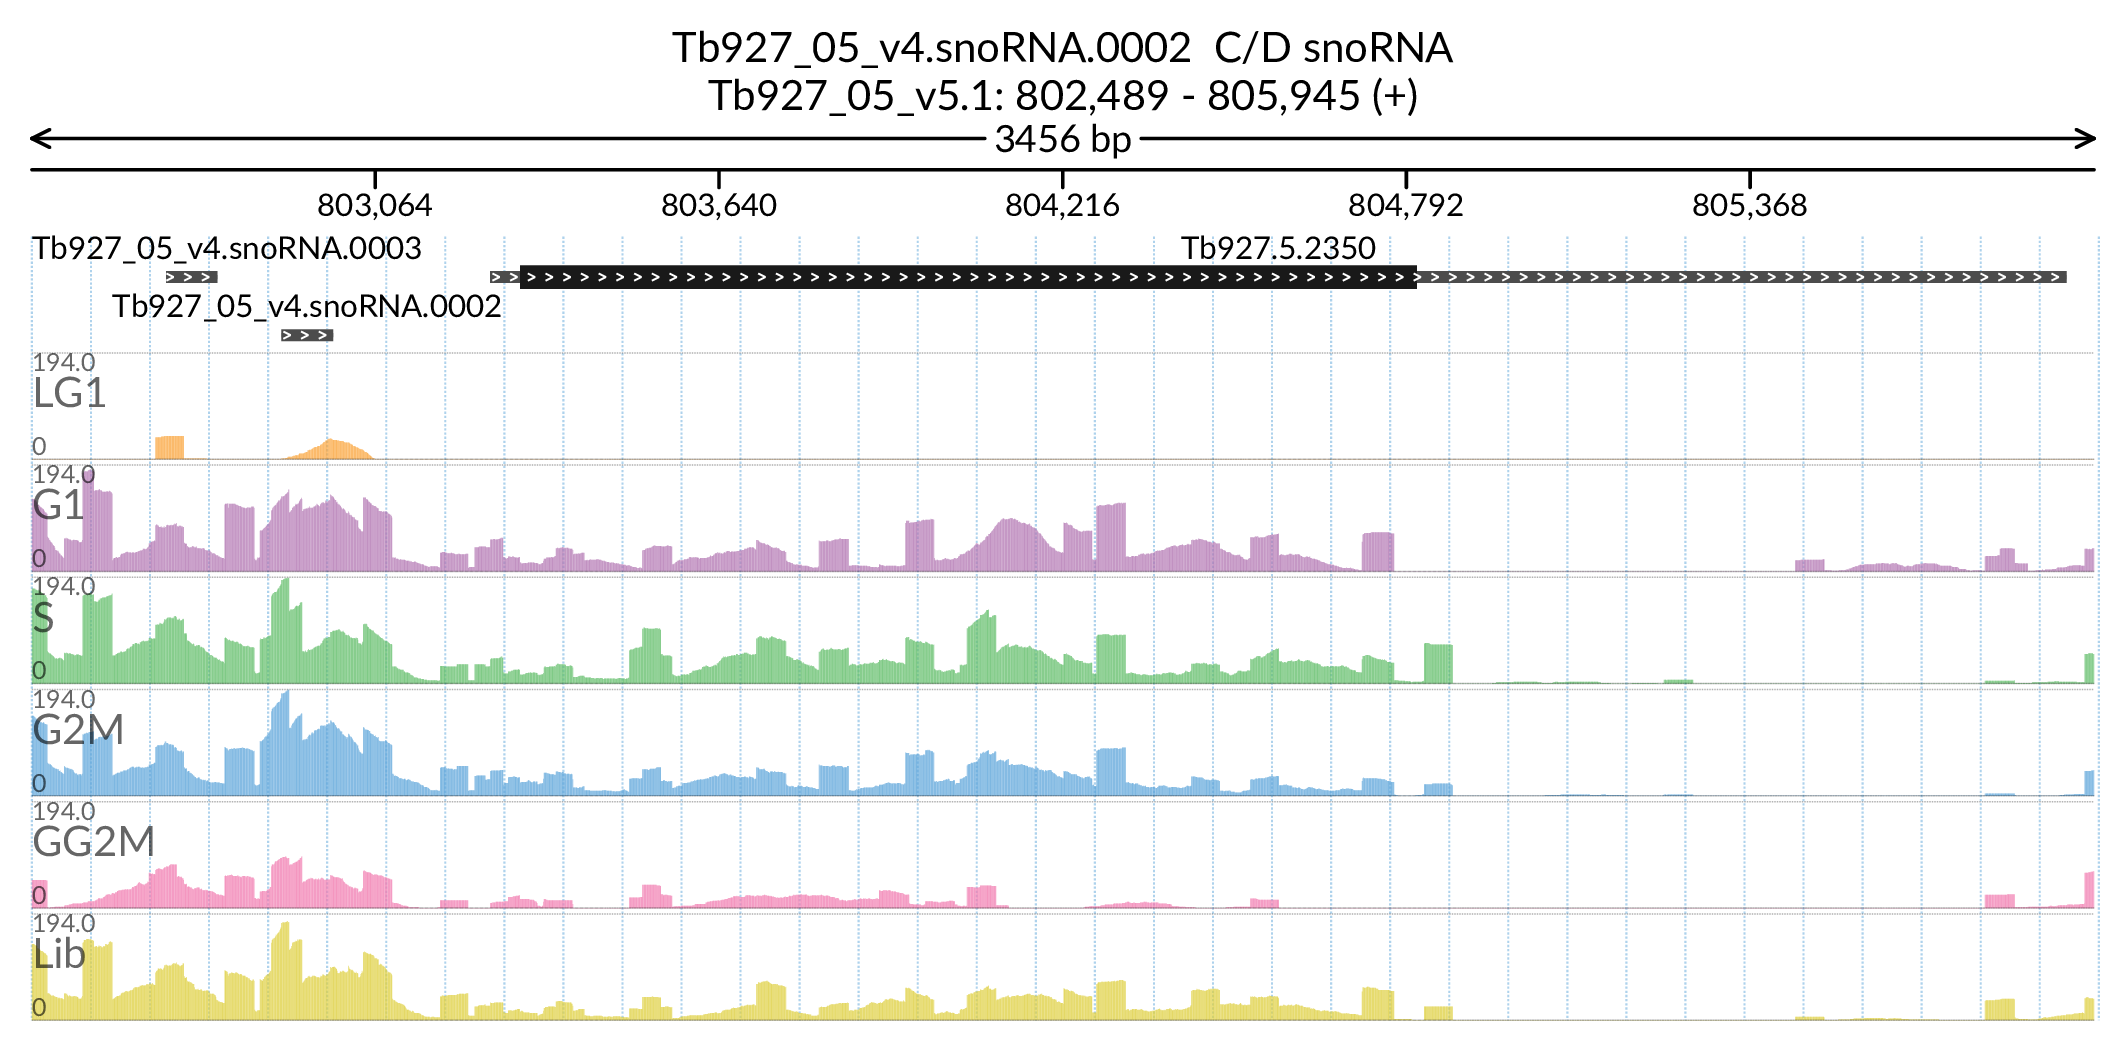 Tb927_05_v4.snoRNA.0002 C/D snoRNA
Tb927_05_v5.1: 802,489 - 805,945 (+)
3456 bp
803,064 803,640 804,216 804,792 805,368
Tb927_05_v4.snoRNA.0003 Tb927.5.2350
Tb927_05_v4.snoRNA.0002
194.0
LG1
0
194.0
G1
0
194.0
S
0
194.0
G2M
0
194.0
GG2M
0
194.0
Lib
0